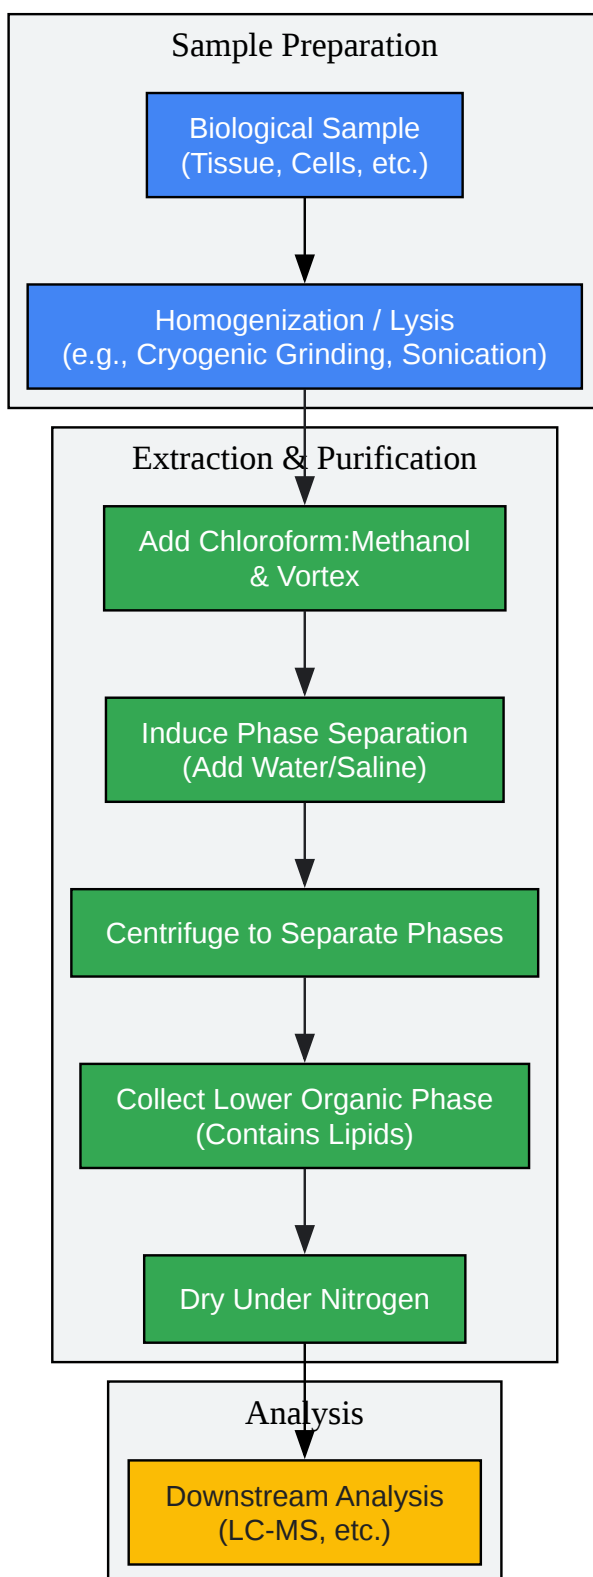 Sample Preparation
Biological Sample
(Tissue, Cells, etc.)
Homogenization / Lysis
(e.g., Cryogenic Grinding, Sonication)
Extraction & Purification
Add Chloroform:Methanol
& Vortex
Induce Phase Separation
(Add Water/Saline)
Centrifuge to Separate Phases
Collect Lower Organic Phase
(Contains Lipids)
Dry Under Nitrogen
Analysis
Downstream Analysis
(LC-MS, etc.)